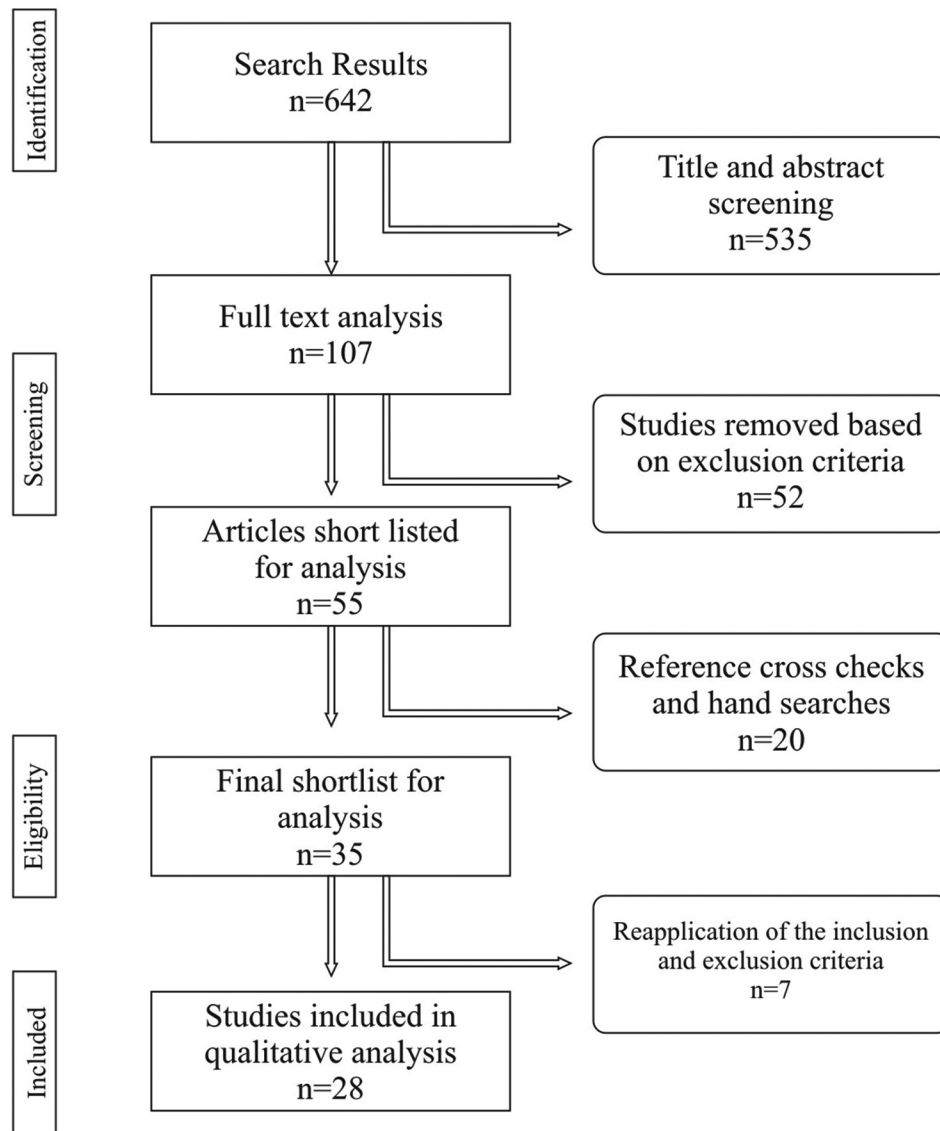 Identification
Search Results
n=642
Title and abstract
screening
n=535
Full text analysis
n=107
Screening
Studies removed based
on exclusion criteria
n=52
Articles short listed
for analysis
n=55
Reference cross checks
and hand searches
n=20
Eligibility
Final shortlist for
analysis
n=35
Reapplication of the inclusion
and exclusion criteria
n=7
Included
Studies included in
qualitative analysis
n=28